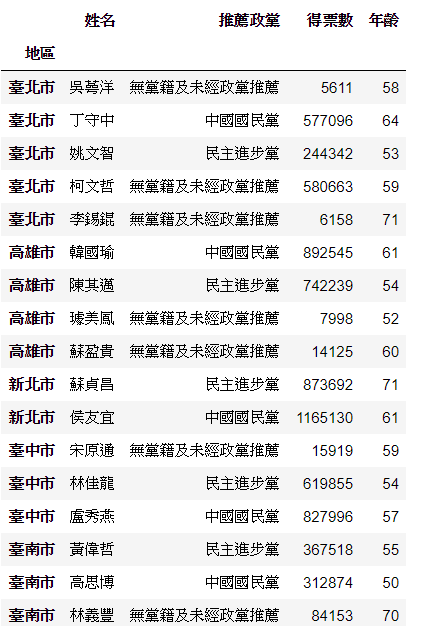 姓名 推薦政黨 得票數 年齡
地區
臺北市 吳萼洋 無黨籍及未經政黨推薦 5611 58
臺北市 丁守中 中國國民黨 577096 64
臺北市 姚文智 民主進步黨 244342 53
臺北市 柯文哲 無黨籍及未經政黨推薦 580663 59
臺北市 李錫錕 無黨籍及未經政黨推薦 6158 71
高雄市 韓國瑜 中國國民黨 892545 61
高雄市 陳其邁 民主進步黨 742239 54
高雄市 璩美鳳 無黨籍及未經政黨推薦 7998 52
高雄市 蘇盈貴 無黨籍及未經政黨推薦 14125 60
新北市 蘇貞昌 民主進步黨 873692 71
新北市 侯友宜 中國國民黨 1165130 61
臺中市 宋原通 無黨籍及未經政黨推薦 15919 59
臺中市 林佳龍 民主進步黨 619855 54
臺中市 盧秀燕 中國國民黨 827996 57
臺南市 黃偉哲 民主進步黨 367518 55
臺南市 高思博 中國國民黨 312874 50
臺南市 林義豐 無黨籍及未經政黨推薦 84153 70